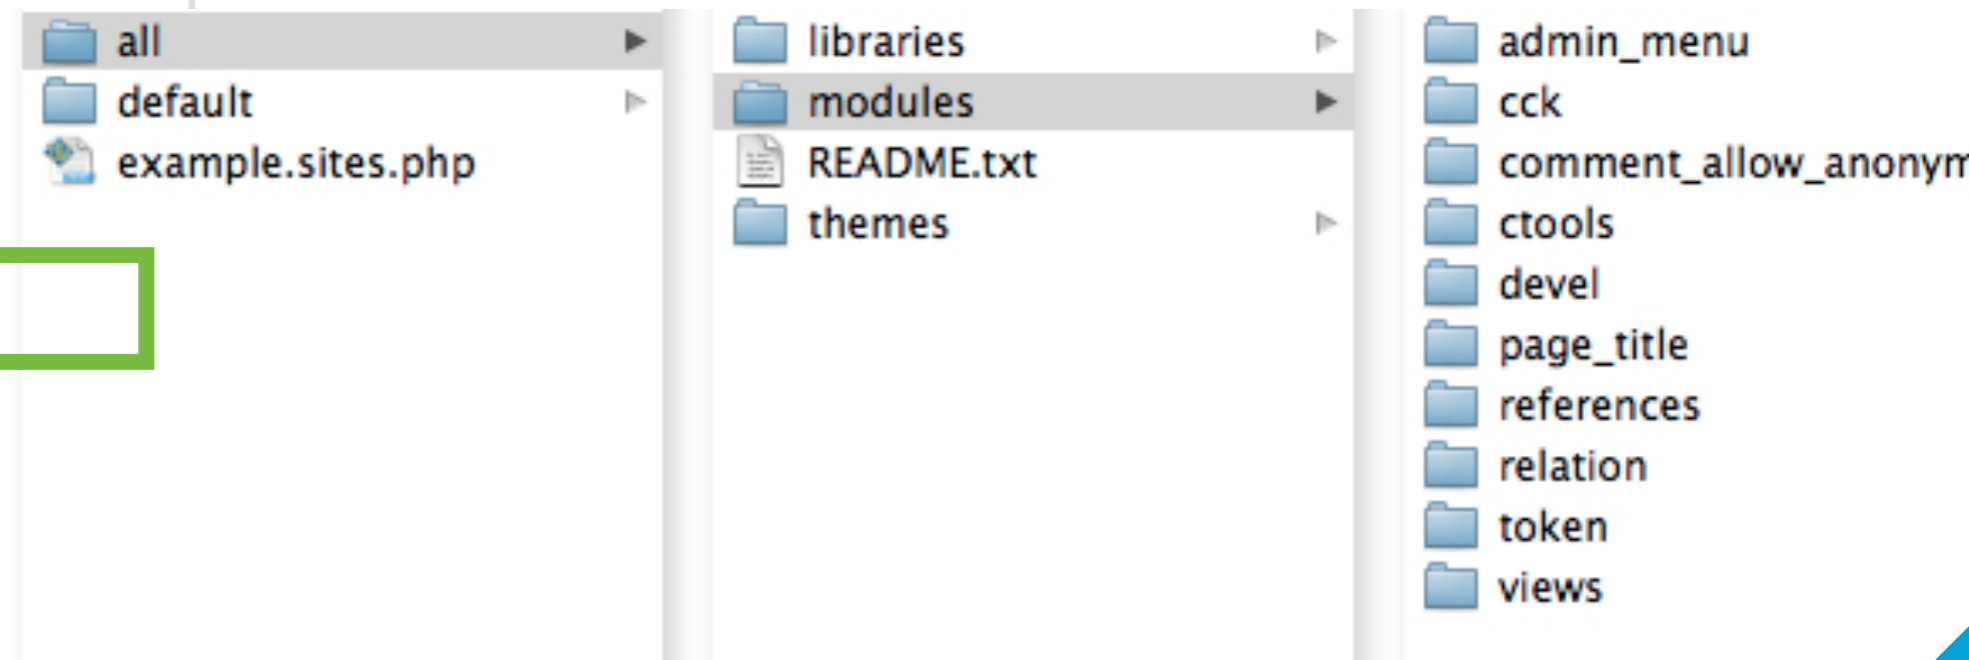 all
default
example.sites.php
libraries
modules
README.txt
themes
admin_menu
cck
comment_allow_anonym
ctools
devel
page_title
references
relation
token
views